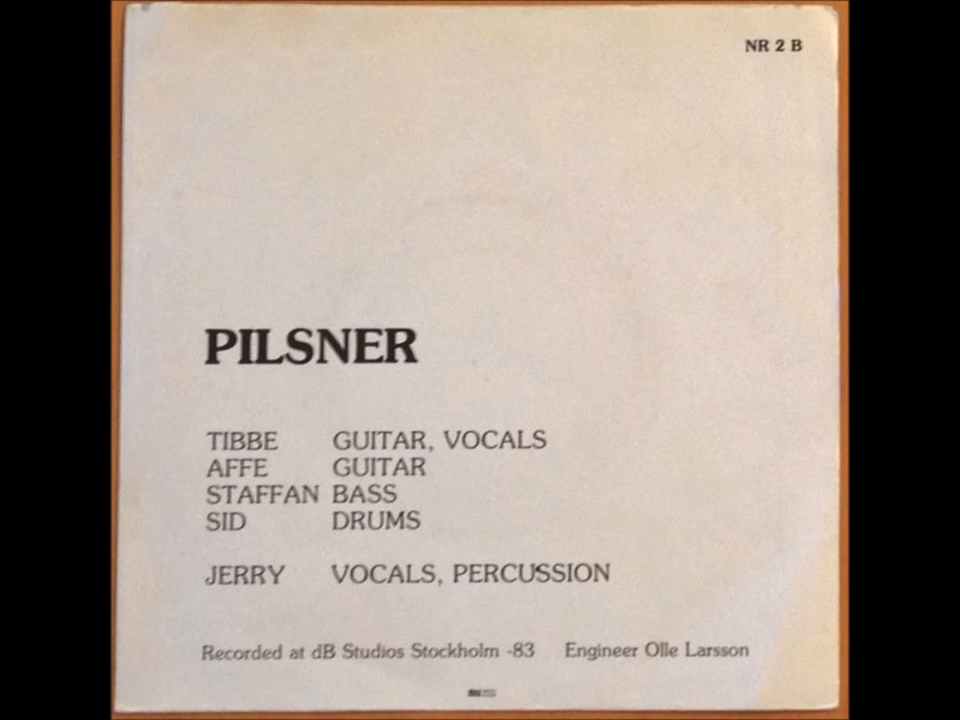 NR 2 B
PILSNER
TIBBE GUITAR, VOCALS
AFFE GUITAR
STAFFAN BASS
SID DRUMS
JERRY VOCALS, PERCUSSION
Recorded at dB Studios Stockholm -83 Engineer Olle Larsson